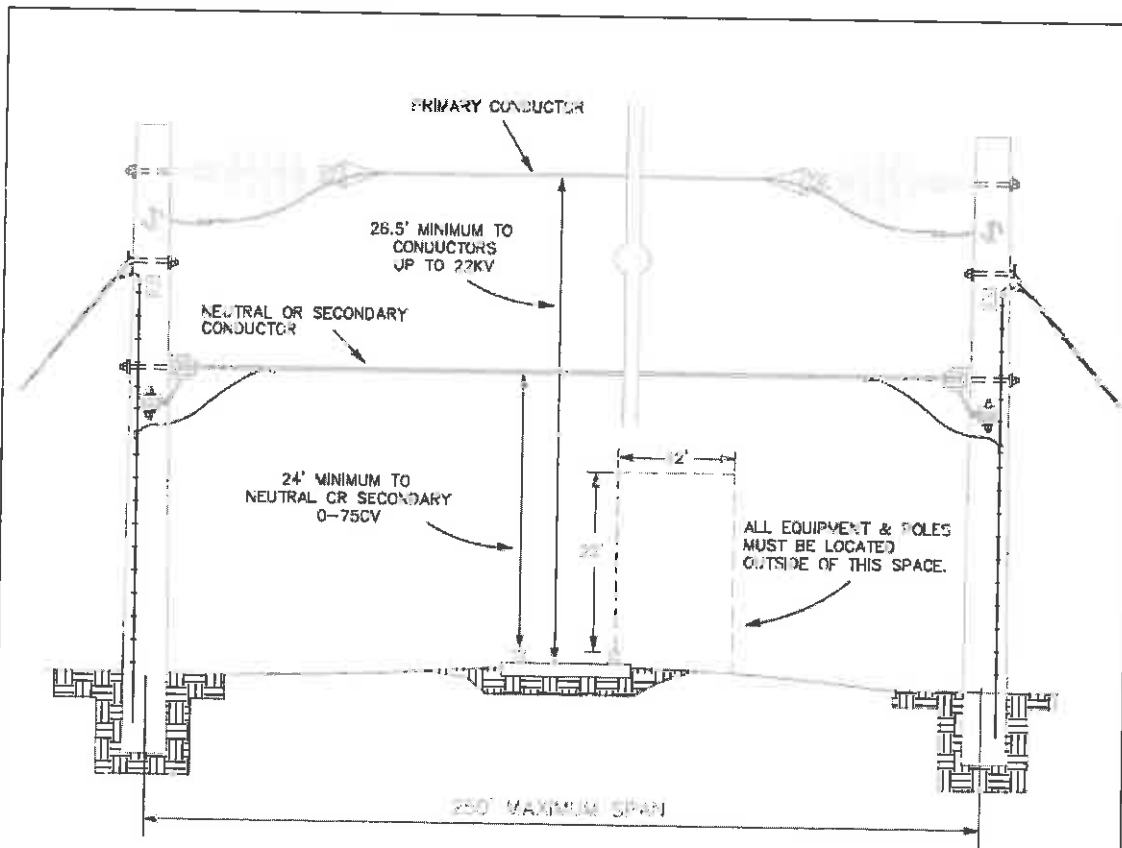 PRIMARY CONDUCTOR
26.5' MINIMUM TO
CONDUCTORS
UP TO 22KV
NEUTRAL OR SECONDARY
CONDUCTOR
12'
24' MINIMUM TO
NEUTRAL OR SECONDARY
0-750V
22'
ALL EQUIPMENT & POLES
MUST BE LOCATED
OUTSIDE OF THIS SPACE.
250' MAXIMUM SPAN